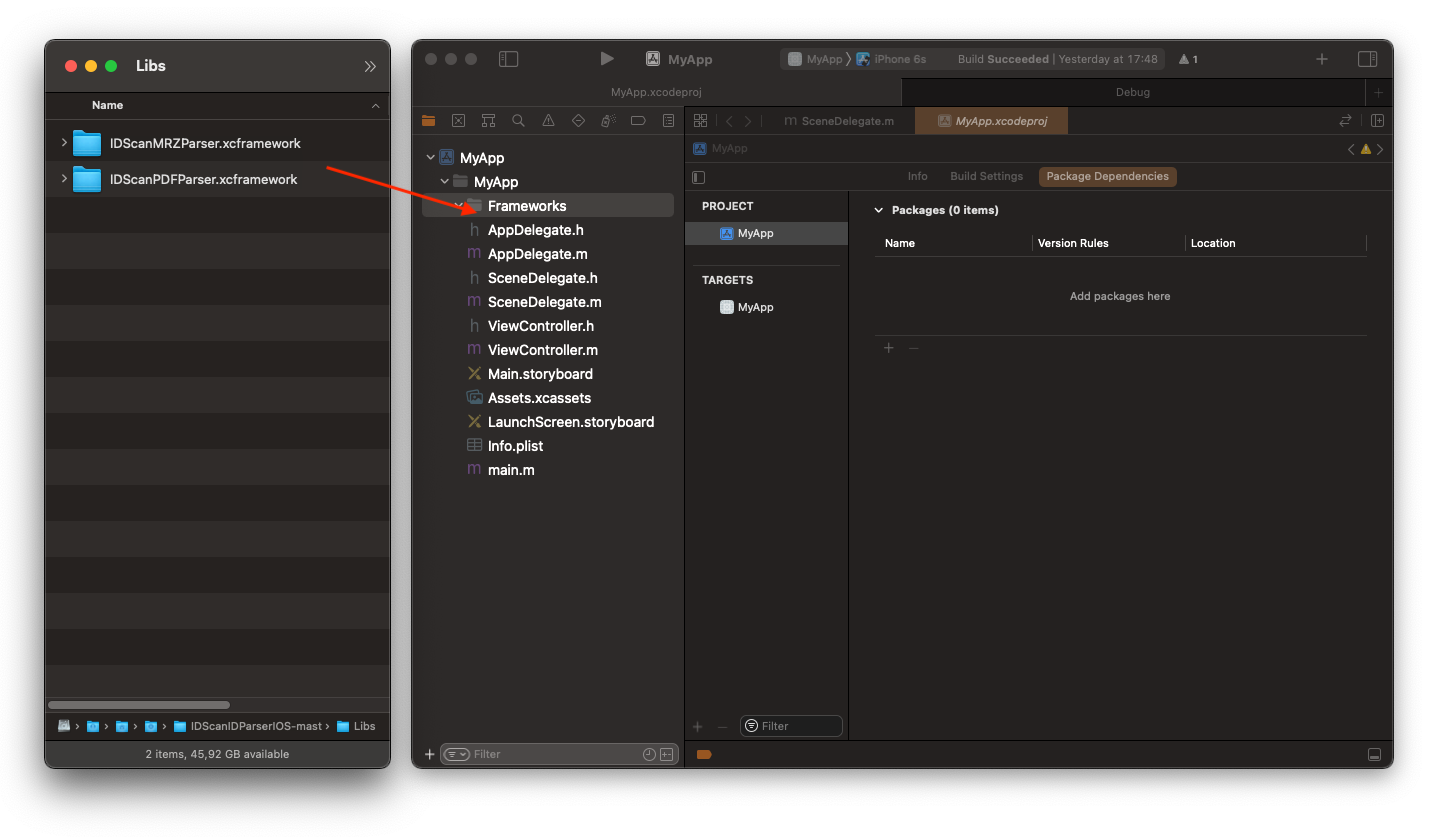 Libs
Name
IDScanMRZParser.xcframework
IDScanPDFParser.xcframework
IDScanIDParserIOS-mast
Libs
2 items, 45,92 GB available
MyApp
MyApp
iPhone 6s
Build Succeeded | Yesterday at 17:48
1
MyApp.xcodeproj
Debug
MyApp
MyApp
Frameworks
h AppDelegate.h
m AppDelegate.m
h SceneDelegate.h
m SceneDelegate.m
h ViewController.h
m ViewController.m
Main.storyboard
Assets.xcassets
LaunchScreen.storyboard
Info.plist
m main.m
Filter
m SceneDelegate.m
MyApp.xcodeproj
MyApp
Info
Build Settings
Package Dependencies
PROJECT
MyApp
TARGETS
MyApp
Filter
Packages (0 items)
Name
Version Rules
Location
Add packages here